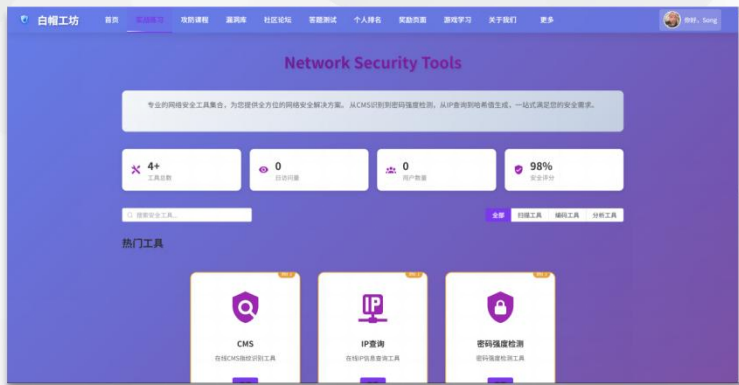 白帽工坊
首页
实战练习
攻防课程
漏洞库
社区论坛
答题测试
个人排名
奖励页面
游戏学习
关于我们
更多
你好，Song
Network Security Tools
专业的网络安全工具集合，为您提供全方位的网络安全解决方案。从CMS识别到密码强度检测，从IP查询到哈希值生成，一站式满足您的安全需求。
4+
工具总数
0
日访问量
0
用户数量
98%
安全评分
搜索安全工具...
全部
扫描工具
编码工具
分析工具
热门工具
CMS
在线CMS指纹识别工具
IP
IP查询
在线IP信息查询工具
密码强度检测
密码强度检测工具